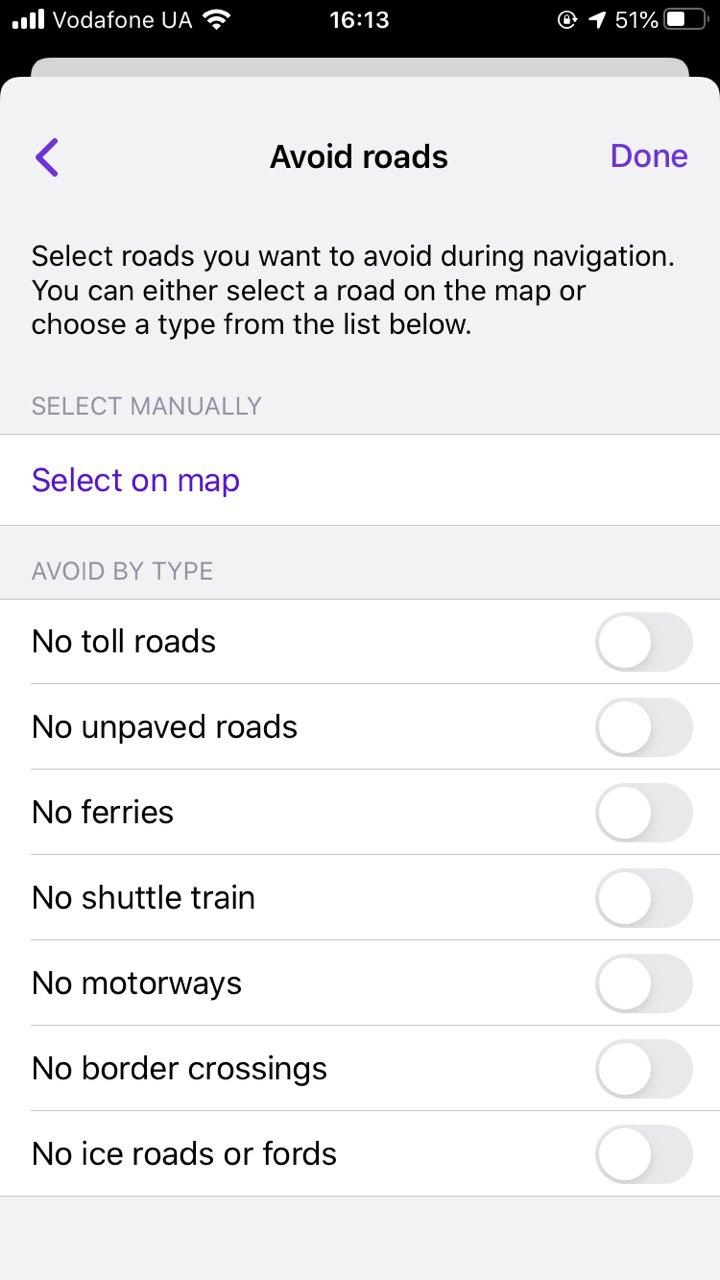 Vodafone UA 16:13 51%
Avoid roads Done
Select roads you want to avoid during navigation.
You can either select a road on the map or
choose a type from the list below.
SELECT MANUALLY
Select on map
AVOID BY TYPE
No toll roads
No unpaved roads
No ferries
No shuttle train
No motorways
No border crossings
No ice roads or fords